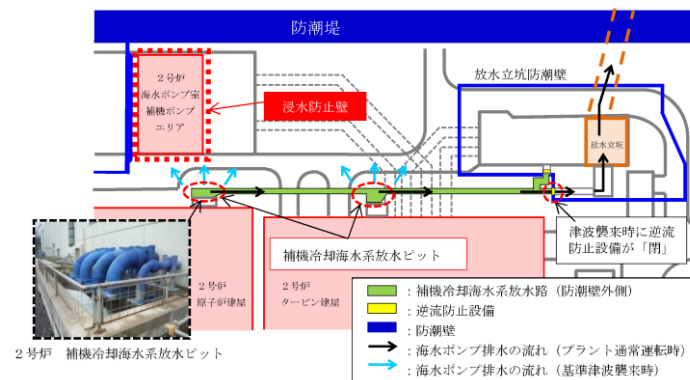 防潮堤
2号炉
海水ポンプ室
補機ポンプ
エリア
浸水防止壁
放水立坑防潮壁
放水立坑
津波襲来時に逆流
防止設備が「閉」
補機冷却海水系放水ピット
2号炉
原子炉建屋
2号炉
タービン建屋
2号炉 補機冷却海水系放水ピット
：補機冷却海水系放水路（防潮壁外側）
：逆流防止設備
：防潮壁
：海水ポンプ排水の流れ（プラント通常運転時）
：海水ポンプ排水の流れ（基準津波襲来時）